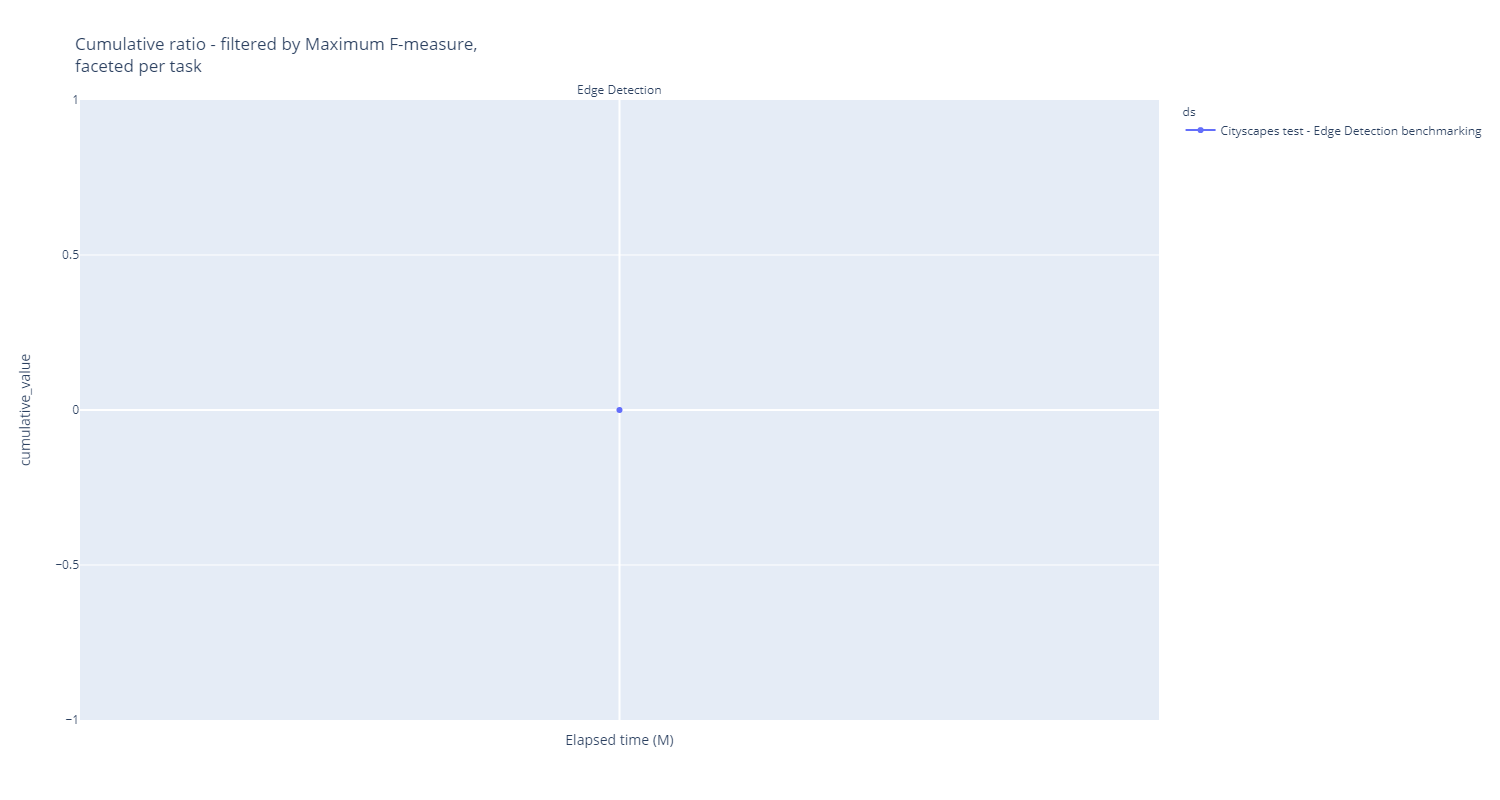 Cumulative ratio - filtered by Maximum F-measure,
faceted per task
Edge Detection
ds
Cityscapes test - Edge Detection benchmarking
1
0.5
0
−0.5
−1
cumulative_value
Elapsed time (M)